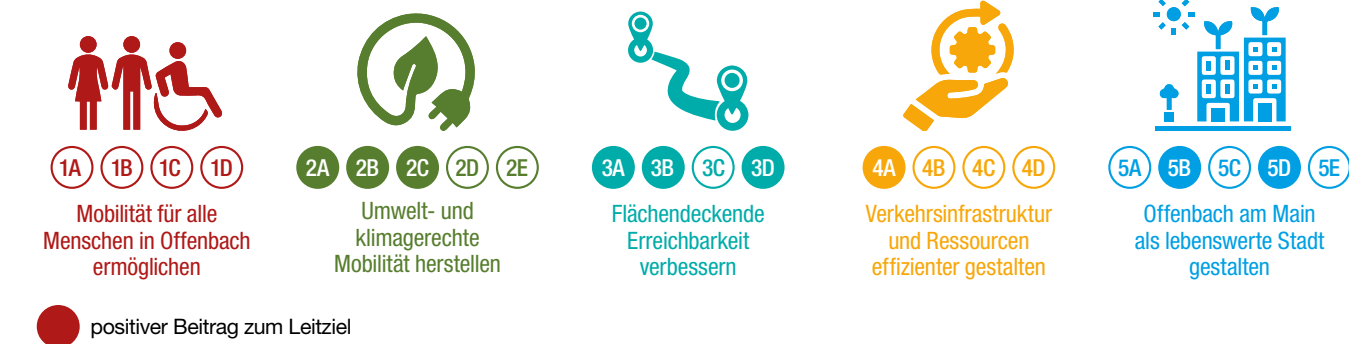 1A 1B 1C 1D
Mobilität für alle
Menschen in Offenbach
ermöglichen
2A 2B 2C 2D 2E
Umwelt- und
klimagerechte
Mobilität herstellen
3A 3B 3C 3D
Flächendeckende
Erreichbarkeit
verbessern
4A 4B 4C 4D
Verkehrsinfrastruktur
und Ressourcen
effizienter gestalten
5A 5B 5C 5D 5E
Offenbach am Main
als lebenswerte Stadt
gestalten
positiver Beitrag zum Leitziel